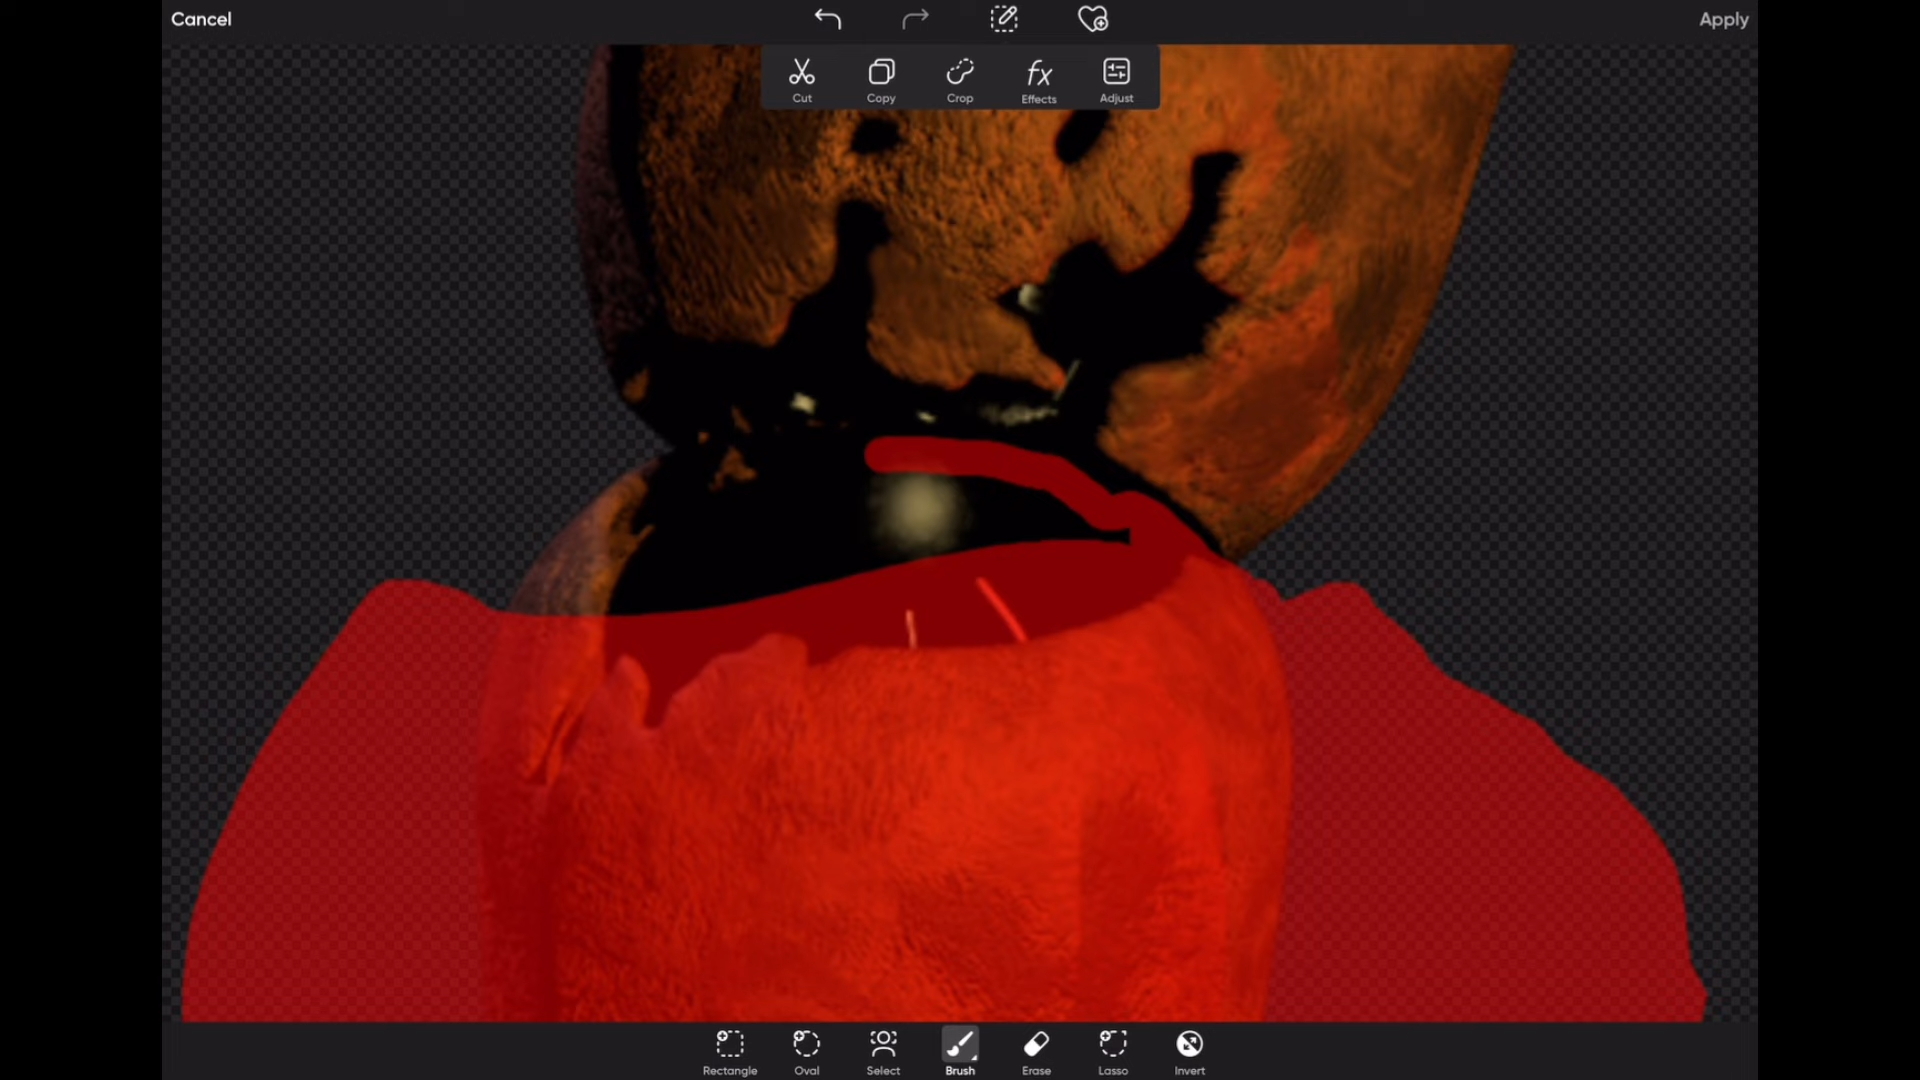 Cancel
Apply
Cut
Copy
Crop
fx
Effects
Adjust
Rectangle
Oval
Select
Brush
Erase
Lasso
Invert